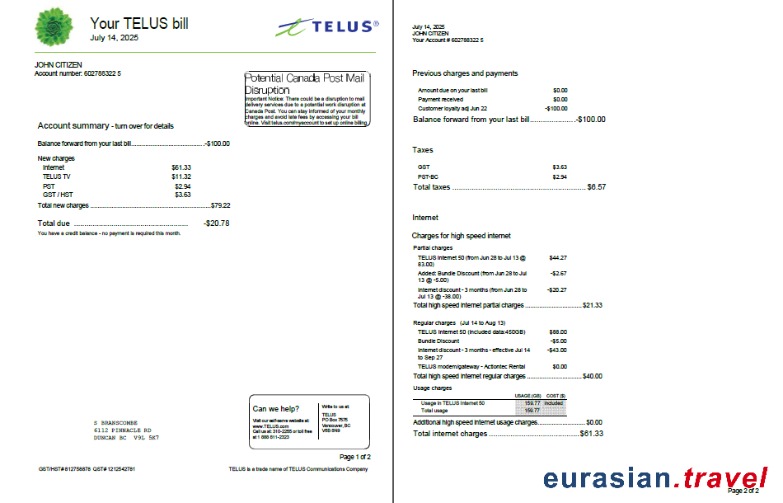 Your TELUS bill
July 14, 2025
TELUS®
JOHN CITIZEN
Account number: 602786322 5
Potential Canada Post Mail
Disruption
Important Notice: There could be a disruption to mail
delivery services due to a potential work disruption at
Canada Post. You can stay informed of your monthly
charges and avoid late fees by accessing your bill
online. Visit telus.com/myaccount to set up online billing.
Account summary - turn over for details
Balance forward from your last bill -$100.00
New charges
Internet $61.33
TELUS TV $11.32
PST $2.94
GST / HST $3.63
Total new charges $79.22
Total due -$20.78
You have a credit balance - no payment is required this month.
S BRANSCOMBE
6112 PINNACLE RD
DUNCAN BC V9L 5K7
Can we help?
Visit our self-serve website at:
www.TELUS.com
Call us at: 310-2255 or toll free
at 1 888 811-2323
Write to us at:
TELUS
PO Box 7575
Vancouver, BC
V6B 8N9
Page 1 of 2
TELUS is a trade name of TELUS Communications Company
July 14, 2025
JOHN CITIZEN
Your Account # 602786322 5
Previous charges and payments
Amount due on your last bill $0.00
Payment received $0.00
Customer loyalty adj Jun 22 -$100.00
Balance forward from your last bill -$100.00
Taxes
GST $3.63
PST-BC $2.94
Total taxes $6.57
Internet
Charges for high speed internet
Partial charges
TELUS Internet 50 (from Jun 28 to Jul 13 @
83.00) $44.27
Added: Bundle Discount (from Jun 28 to Jul
13 @ -5.00) -$2.67
Internet discount - 3 months (from Jun 28 to
Jul 13 @ -38.00) -$20.27
Total high speed internet partial charges $21.33
Regular charges (Jul 14 to Aug 13)
TELUS Internet 50 (Included data:450GB) $88.00
Bundle Discount -$5.00
Internet discount - 3 months - effective Jul 14
to Sep 27 -$43.00
TELUS modem/gateway - Actiontec Rental $0.00
Total high speed internet regular charges $40.00
Usage charges
USAGE (GB) COST ($)
Usage in TELUS Internet 50 159.77 Included
Total usage 159.77
Additional high speed internet usage charges $0.00
Total internet charges $61.33
eurasian.travel
Page 2 of 2